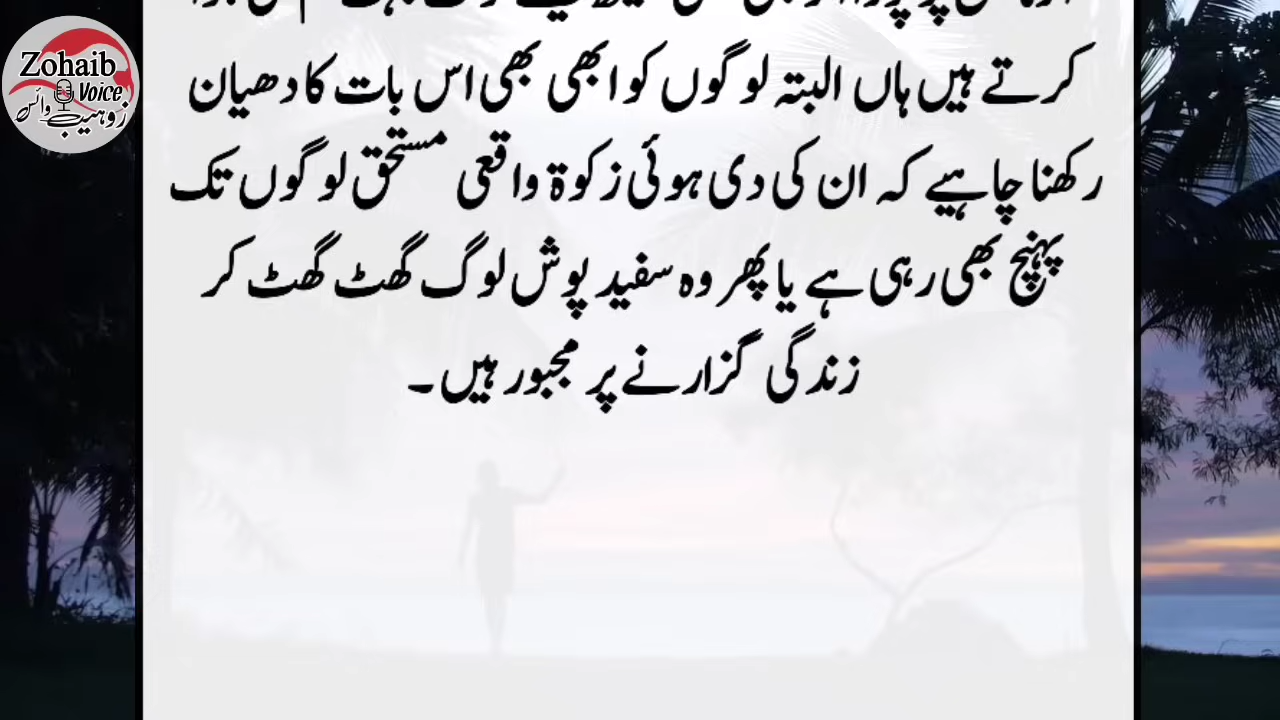 Zohaib
Voice
زوہیب وائس
کرتے ہیں ہاں البتہ لوگوں کو ابھی بھی اس بات کا دھیان
رکھنا چاہیے کہ ان کی دی ہوئی زکوۃ واقعی مستحق لوگوں تک
پہنچ بھی رہی ہے یا پھر وہ سفید پوش لوگ گھٹ گھٹ کر
زندگی گزارنے پر مجبور ہیں۔